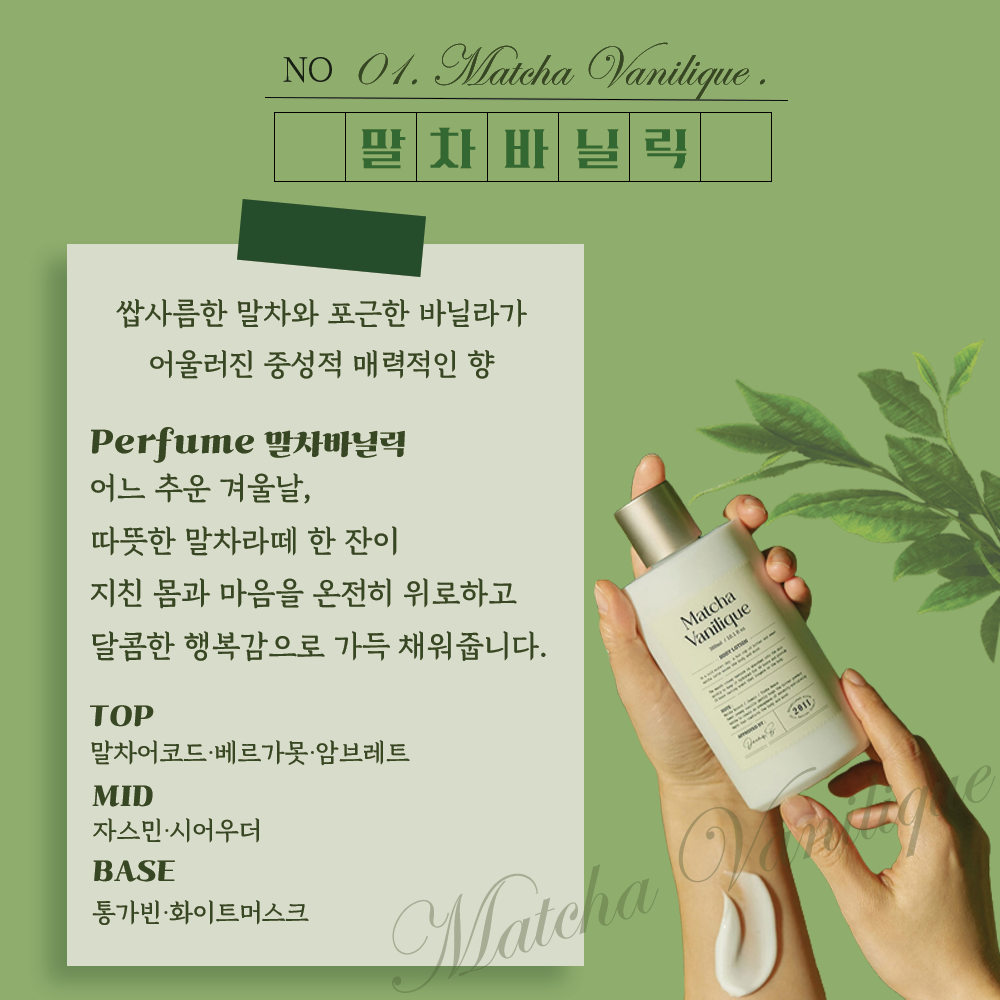 NO 01. Matcha Vanilique.
말차바닐릭
쌉사름한 말차와 포근한 바닐라가
어울러진 중성적 매력적인 향
Perfume 말차바닐릭
어느 추운 겨울날,
따뜻한 말차라떼 한 잔이
지친 몸과 마음을 온전히 위로하고
달콤한 행복감으로 가득 채워줍니다.
TOP
말차어코드·베르가못·암브레트
MID
자스민·시어우더
BASE
통가빈·화이트머스크
Matcha
Vanilique
BODY LOTION
NOTE:
APPROVED BY:
2011
Matcha Vanilique